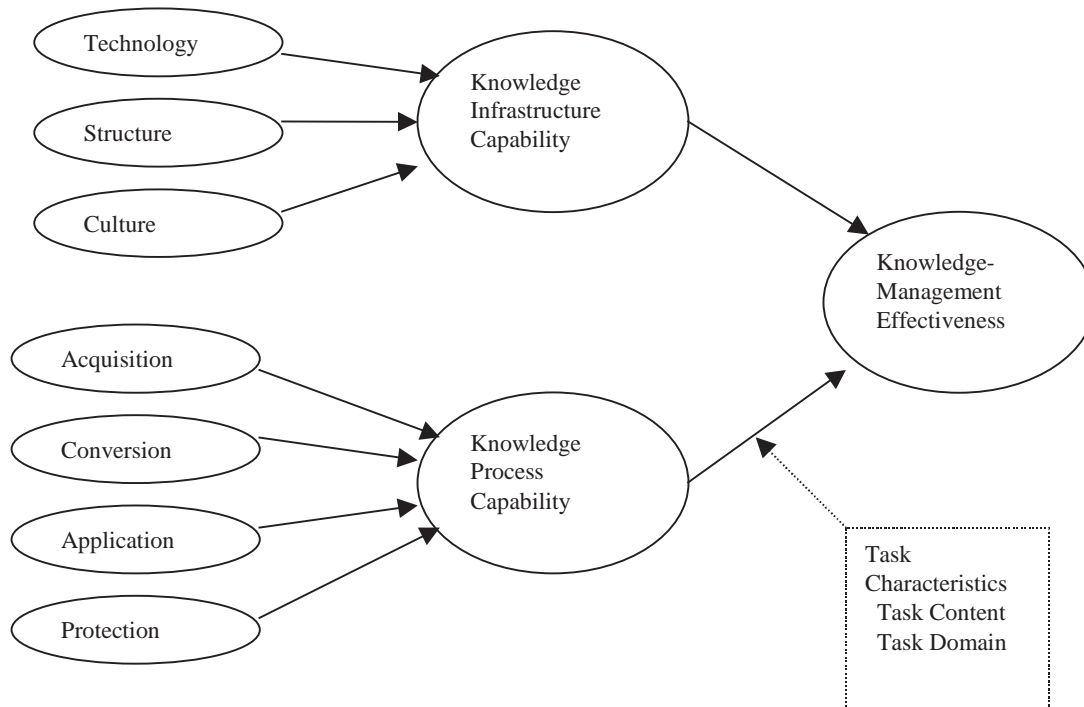 Technology
Structure
Culture
Knowledge
Infrastructure
Capability
Knowledge-
Management
Effectiveness
Acquisition
Conversion
Application
Protection
Knowledge
Process
Capability
Task
Characteristics
Task Content
Task Domain